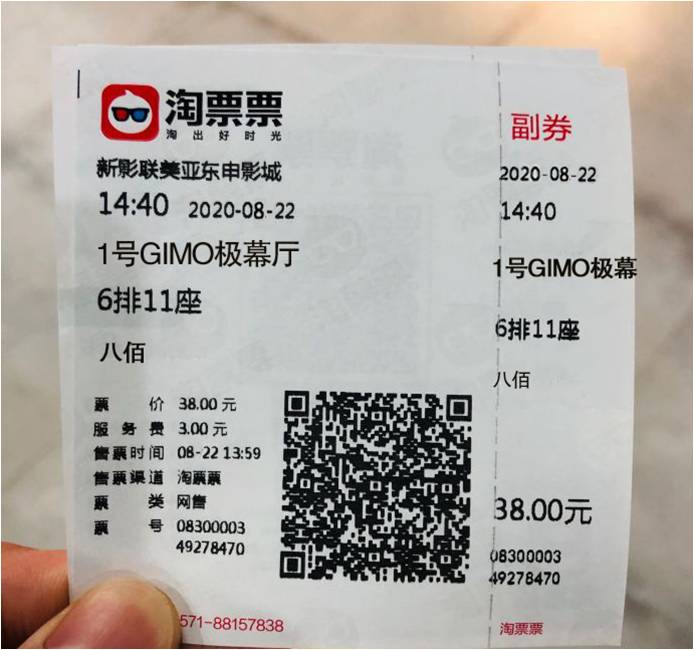 淘票票
淘出好时光
新影联美亚东申影城
14:40 2020-08-22
1号GIMO极幕厅
6排11座
八佰
票价 38.00 元
服务费 3.00 元
售票时间 08-22 13:59
售票渠道 淘票票
票类 网售
票号 08300003
49278470
571-88157838
副券
2020-08-22
14:40
1号GIMO极幕
6排11座
八佰
38.00元
08300003
49278470
淘票票